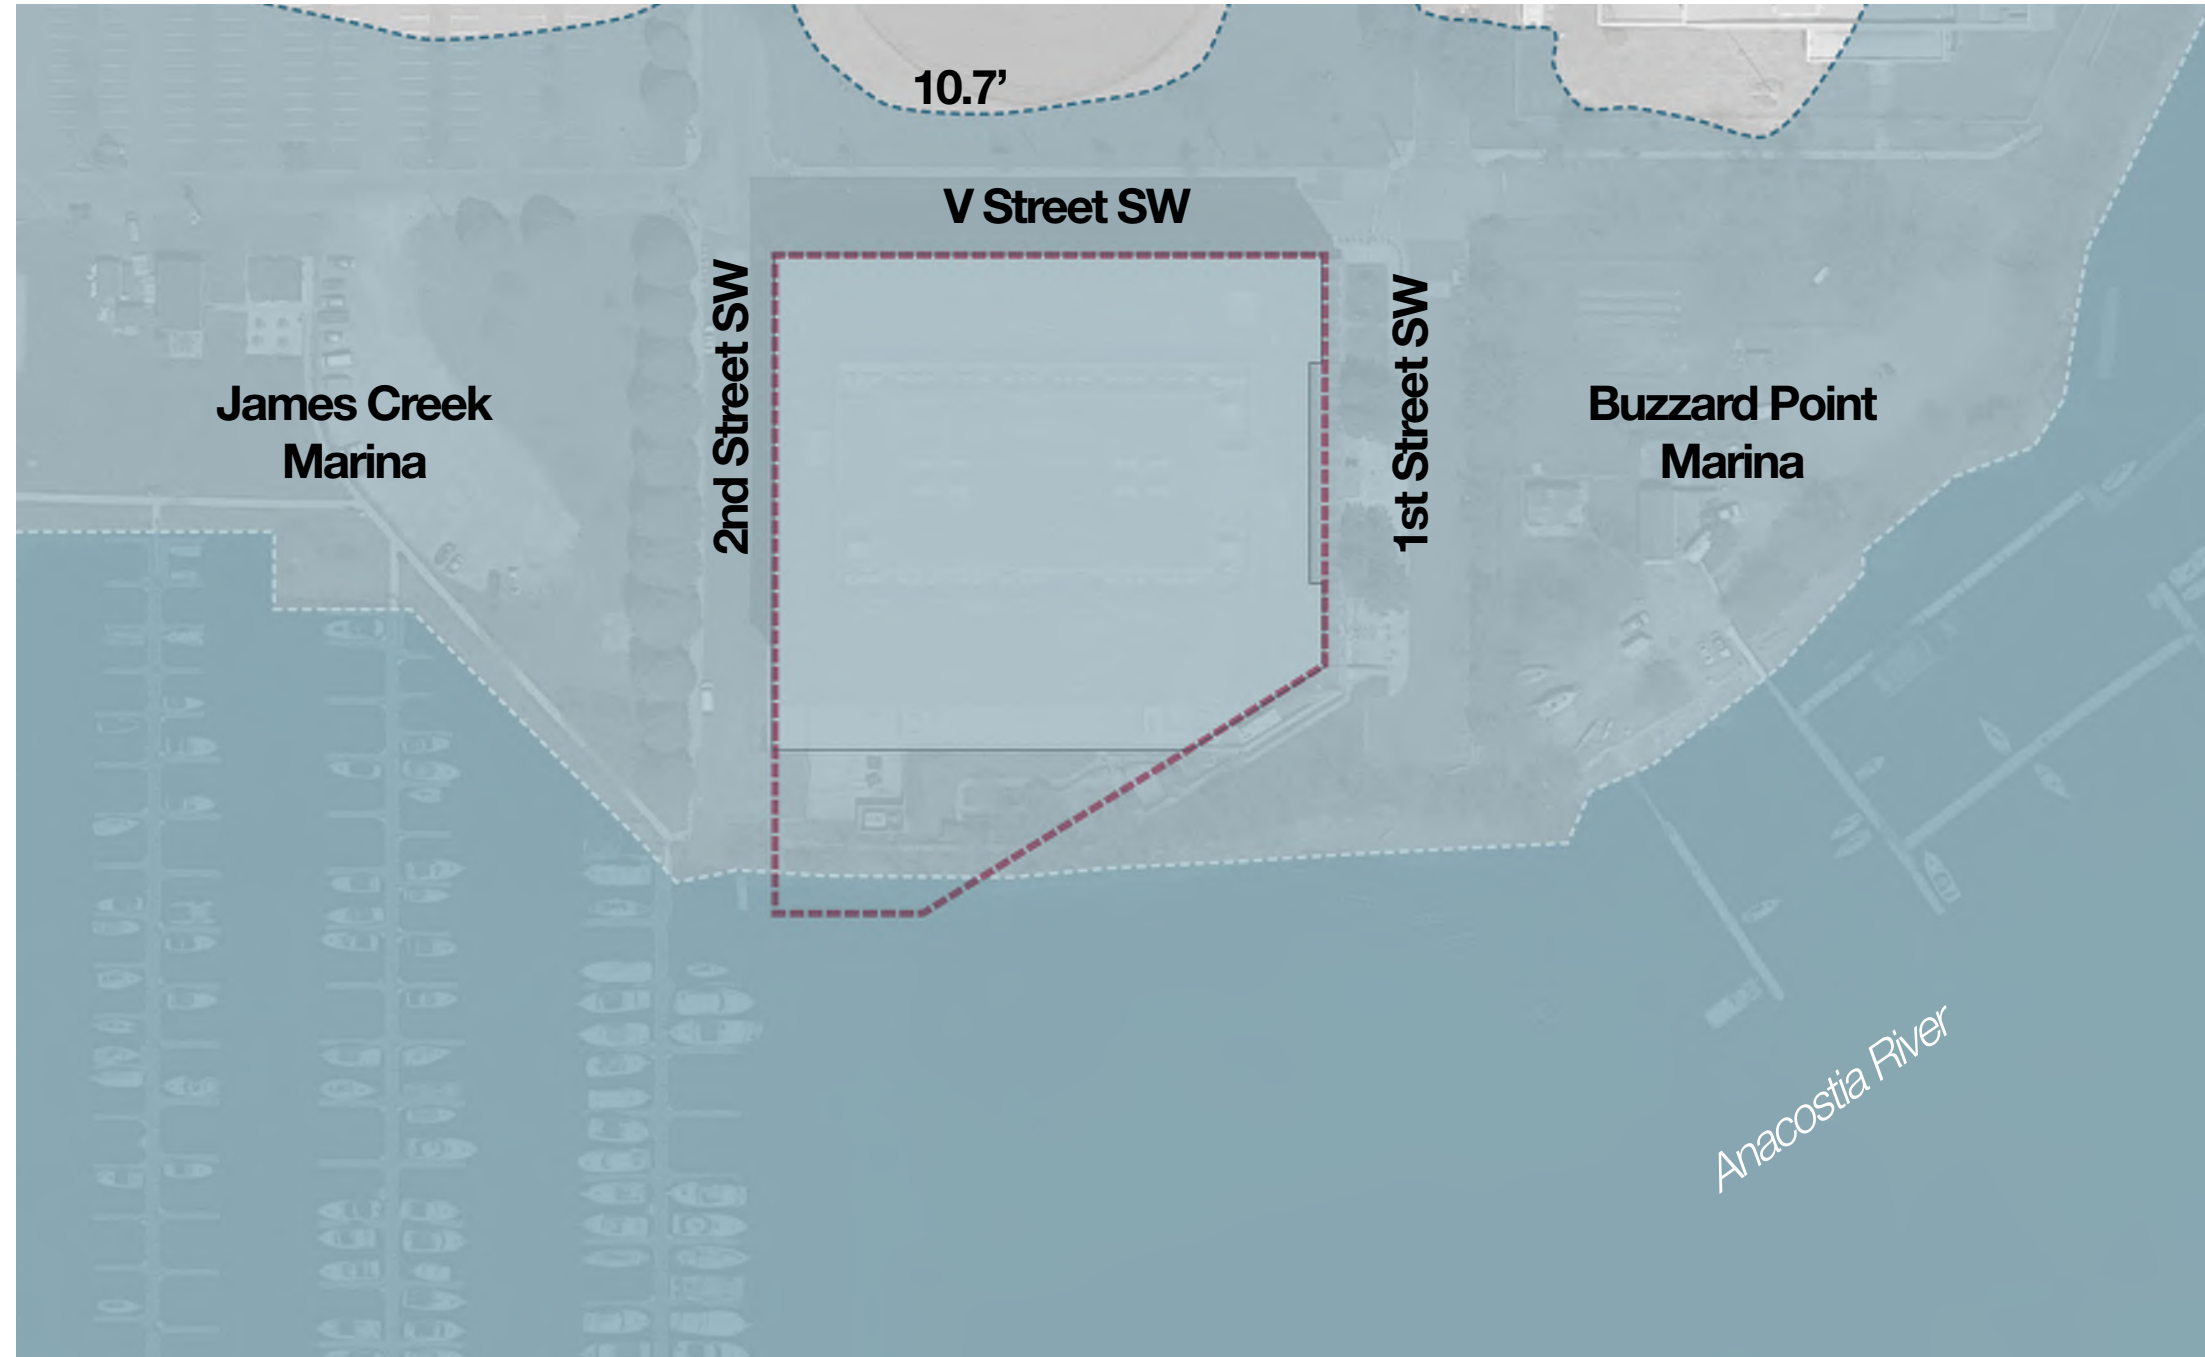 10.7’
V Street SW
2nd Street SW
1st Street SW
James Creek
Marina
Buzzard Point
Marina
Anacostia River